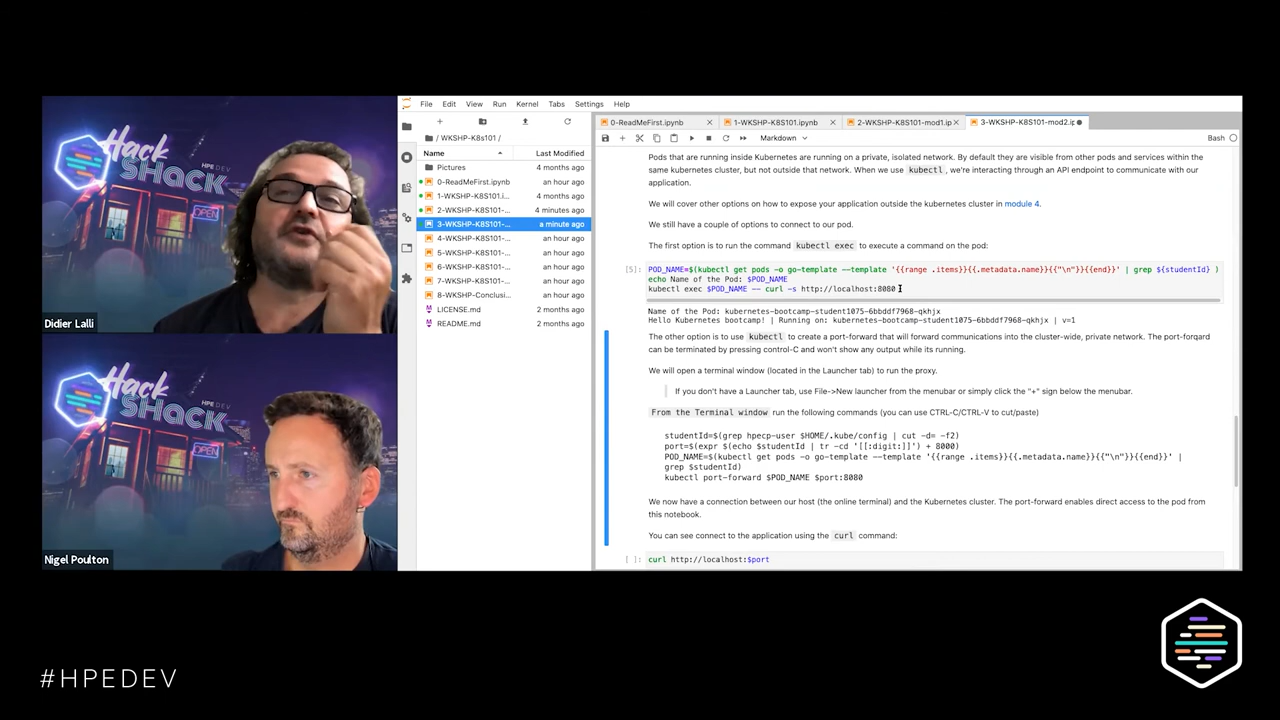 Hack
SHACK
HPE DEV
OPEN
Didier Lalli
Hack
SHACK
HPE DEV
OPEN
Nigel Poulton
File Edit View Run Kernel Tabs Settings Help
/ WKSHP-K8s101 /
Name Last Modified
Pictures 4 months ago
0-ReadMeFirst.ipynb an hour ago
1-WKSHP-K8S101.i... 4 months ago
2-WKSHP-K8S101-... 4 minutes ago
3-WKSHP-K8S101-... a minute ago
4-WKSHP-K8S101-... an hour ago
5-WKSHP-K8S101-... an hour ago
6-WKSHP-K8S101-... an hour ago
7-WKSHP-K8S101-... an hour ago
8-WKSHP-Conclusi... an hour ago
LICENSE.md 2 months ago
README.md 2 months ago
0-ReadMeFirst.ipynb 1-WKSHP-K8S101.ipynb 2-WKSHP-K8S101-mod1.ip 3-WKSHP-K8S101-mod2.ip
Markdown Bash
Pods that are running inside Kubernetes are running on a private, isolated network. By default they are visible from other pods and services within the
same kubernetes cluster, but not outside that network. When we use kubectl, we're interacting through an API endpoint to communicate with our
application.
We will cover other options on how to expose your application outside the kubernetes cluster in module 4.
We still have a couple of options to connect to our pod.
The first option is to run the command kubectl exec to execute a command on the pod:
[5]: POD_NAME=$(kubectl get pods -o go-template --template '{{range .items}}{{.metadata.name}}{{"\n"}}{{end}}' | grep ${studentId} )
echo Name of the Pod: $POD_NAME
kubectl exec $POD_NAME -- curl -s http://localhost:8080
Name of the Pod: kubernetes-bootcamp-student1075-6bbddf7968-qkhjx
Hello Kubernetes bootcamp! | Running on: kubernetes-bootcamp-student1075-6bbddf7968-qkhjx | v=1
The other option is to use kubectl to create a port-forward that will forward communications into the cluster-wide, private network. The port-forqard
can be terminated by pressing control-C and won't show any output while its running.
We will open a terminal window (located in the Launcher tab) to run the proxy.
If you don't have a Launcher tab, use File->New launcher from the menubar or simply click the "+" sign below the menubar.
From the Terminal window run the following commands (you can use CTRL-C/CTRL-V to cut/paste)
studentId=$(grep hpecp-user $HOME/.kube/config | cut -d= -f2)
port=$(expr $(echo $studentId | tr -cd '[[:digit:]]') + 8000)
POD_NAME=$(kubectl get pods -o go-template --template '{{range .items}}{{.metadata.name}}{{"\n"}}{{end}}' |
grep $studentId)
kubectl port-forward $POD_NAME $port:8080
We now have a connection between our host (the online terminal) and the Kubernetes cluster. The port-forward enables direct access to the pod from
this notebook.
You can see connect to the application using the curl command:
[ ]: curl http://localhost:$port
#HPEDEV